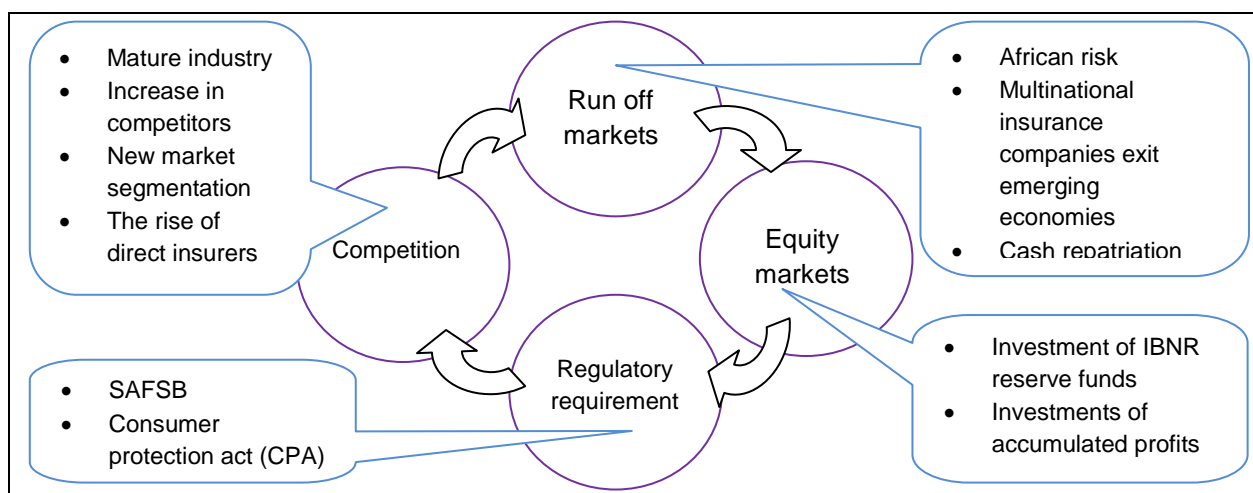 • Mature industry
• Increase in
competitors
• New market
segmentation
• The rise of
direct insurers
Run off
markets
• African risk
• Multinational
insurance
companies exit
emerging
economies
• Cash repatriation
Competition
Equity
markets
Regulatory
requirement
• SAFSB
• Consumer
protection act (CPA)
• Investment of IBNR
reserve funds
• Investments of
accumulated profits